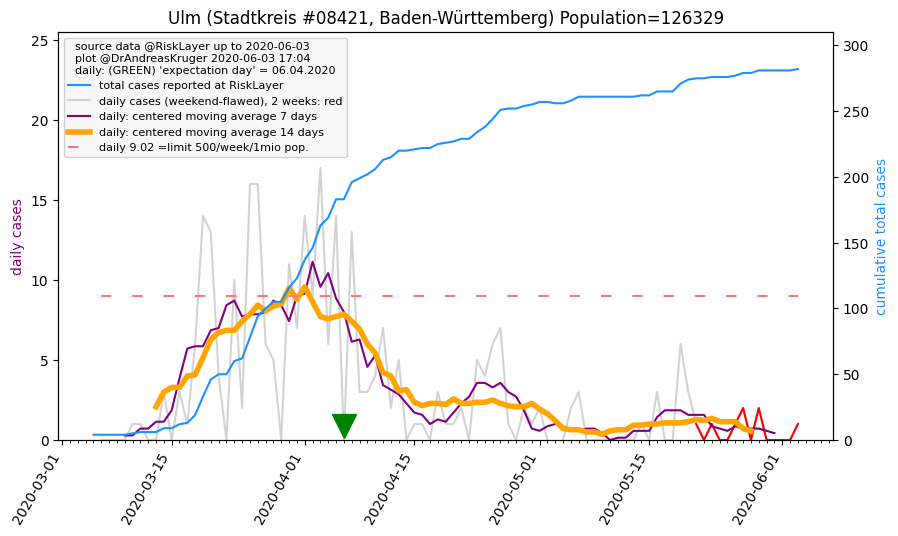 Ulm (Stadtkreis #08421, Baden-Württemberg) Population=126329
source data @RiskLayer up to 2020-06-03
plot @DrAndreasKruger 2020-06-03 17:04
daily: (GREEN) 'expectation day' = 06.04.2020
total cases reported at RiskLayer
daily cases (weekend-flawed), 2 weeks: red
daily: centered moving average 7 days
daily: centered moving average 14 days
daily 9.02 =limit 500/week/1mio pop.
daily cases
25
20
15
10
5
0
cumulative total cases
300
250
200
150
100
50
0
2020-03-01
2020-03-15
2020-04-01
2020-04-15
2020-05-01
2020-05-15
2020-06-01